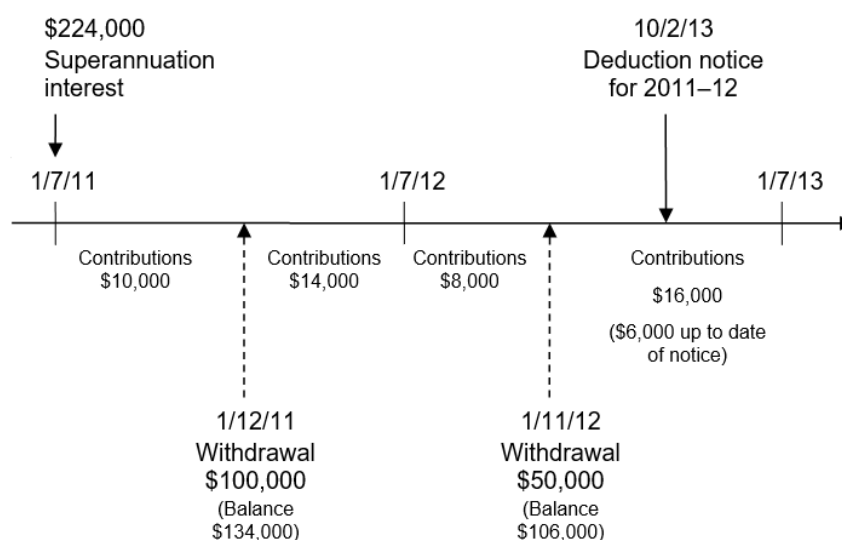 $224,000
Superannuation
interest
10/2/13
Deduction notice
for 2011–12
1/7/11
1/7/12
1/7/13
Contributions
$10,000
Contributions
$14,000
Contributions
$8,000
Contributions
$16,000
($6,000 up to date
of notice)
1/12/11
Withdrawal
$100,000
(Balance
$134,000)
1/11/12
Withdrawal
$50,000
(Balance
$106,000)